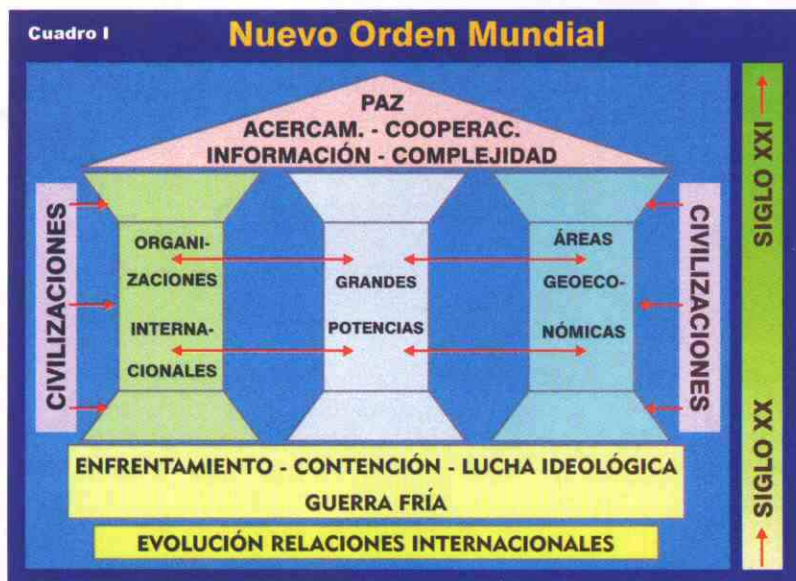 Cuadro I
Nuevo Orden Mundial
PAZ
ACERCAM. - COOPERAC.
INFORMACIÓN - COMPLEJIDAD
CIVILIZACIONES
ORGANI-
ZACIONES
INTERNA-
CIONALES
GRANDES
POTENCIAS
ÁREAS
GEOECO-
NÓMICAS
CIVILIZACIONES
SIGLO XXI
SIGLO XX
ENFRENTAMIENTO - CONTENCIÓN - LUCHA IDEOLÓGICA
GUERRA FRÍA
EVOLUCIÓN RELACIONES INTERNACIONALES